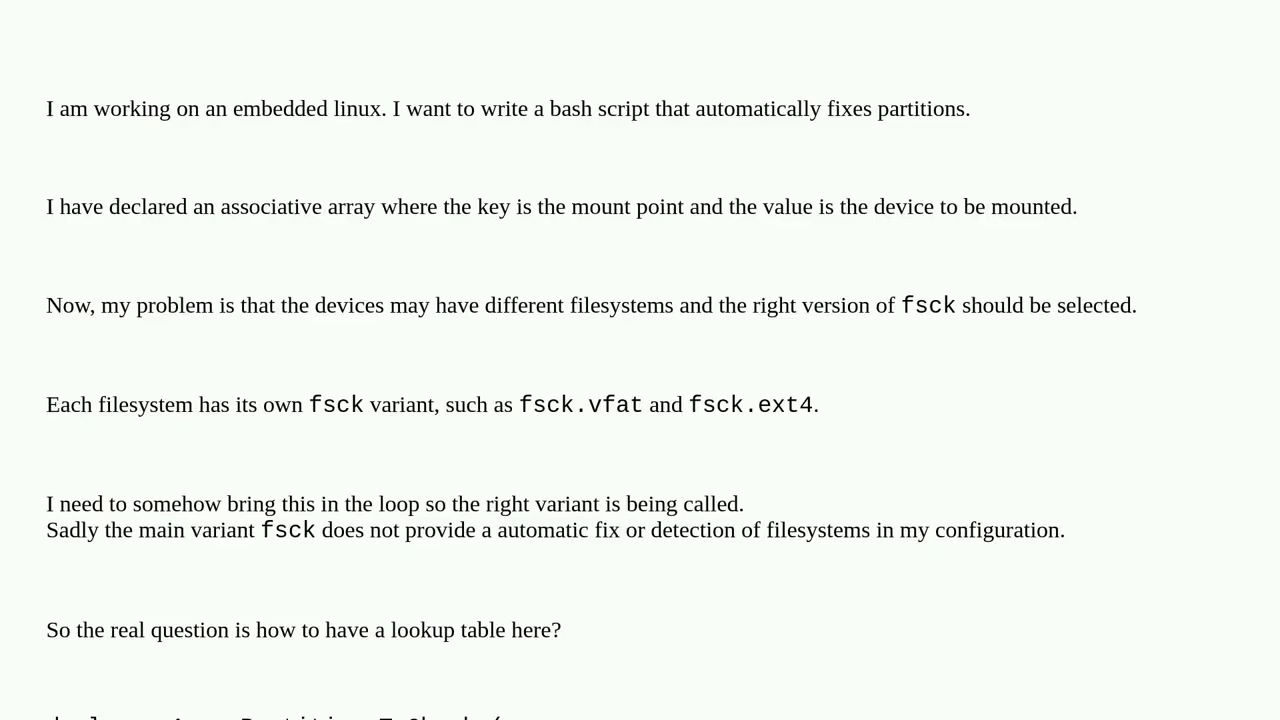 I am working on an embedded linux. I want to write a bash script that automatically fixes partitions.
I have declared an associative array where the key is the mount point and the value is the device to be mounted.
Now, my problem is that the devices may have different filesystems and the right version of fsck should be selected.
Each filesystem has its own fsck variant, such as fsck.vfat and fsck.ext4.
I need to somehow bring this in the loop so the right variant is being called.
Sadly the main variant fsck does not provide a automatic fix or detection of filesystems in my configuration.
So the real question is how to have a lookup table here?